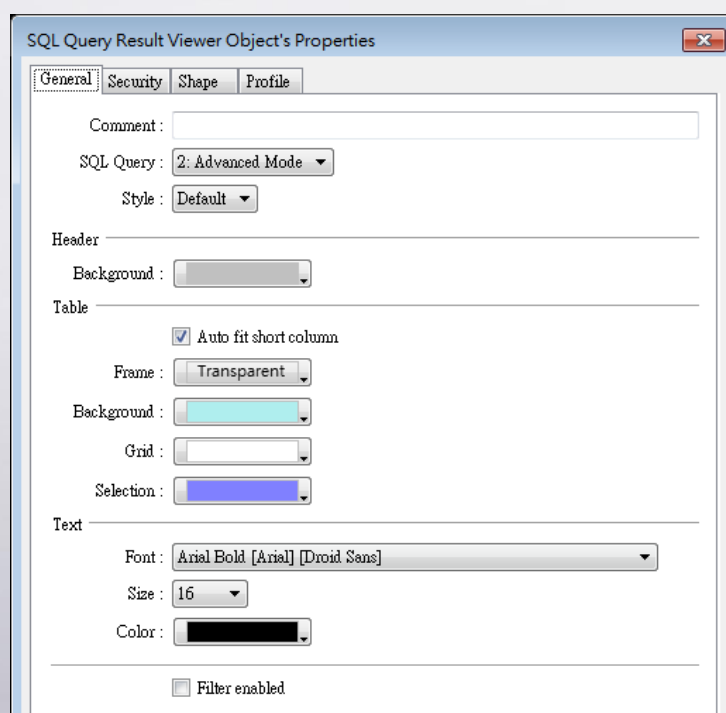 SQL Query Result Viewer Object's Properties
General Security Shape Profile
Comment :
SQL Query : 2: Advanced Mode
Style : Default
Header
Background :
Table
Auto fit short column
Frame : Transparent
Background :
Grid :
Selection :
Text
Font : Arial Bold [Arial] [Droid Sans]
Size : 16
Color :
Filter enabled